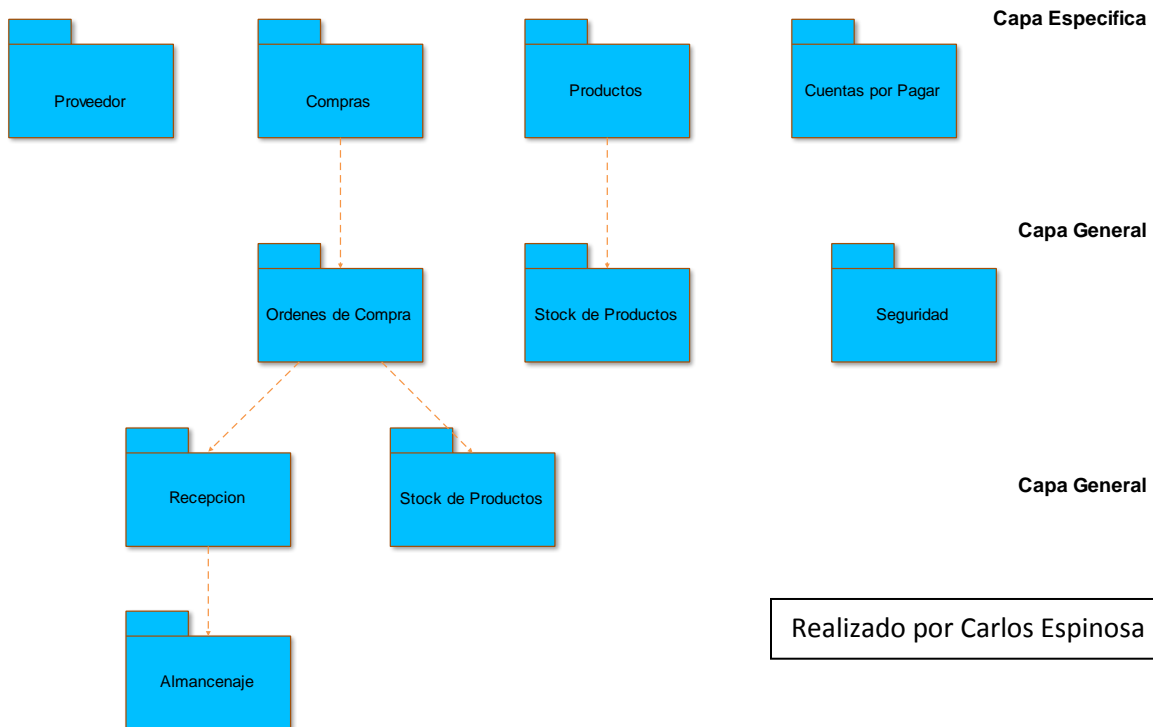 Capa Especifica
Proveedor
Compras
Productos
Cuentas por Pagar
Capa General
Ordenes de Compra
Stock de Productos
Seguridad
Recepcion
Stock de Productos
Capa General
Realizado por Carlos Espinosa
Almancenaje